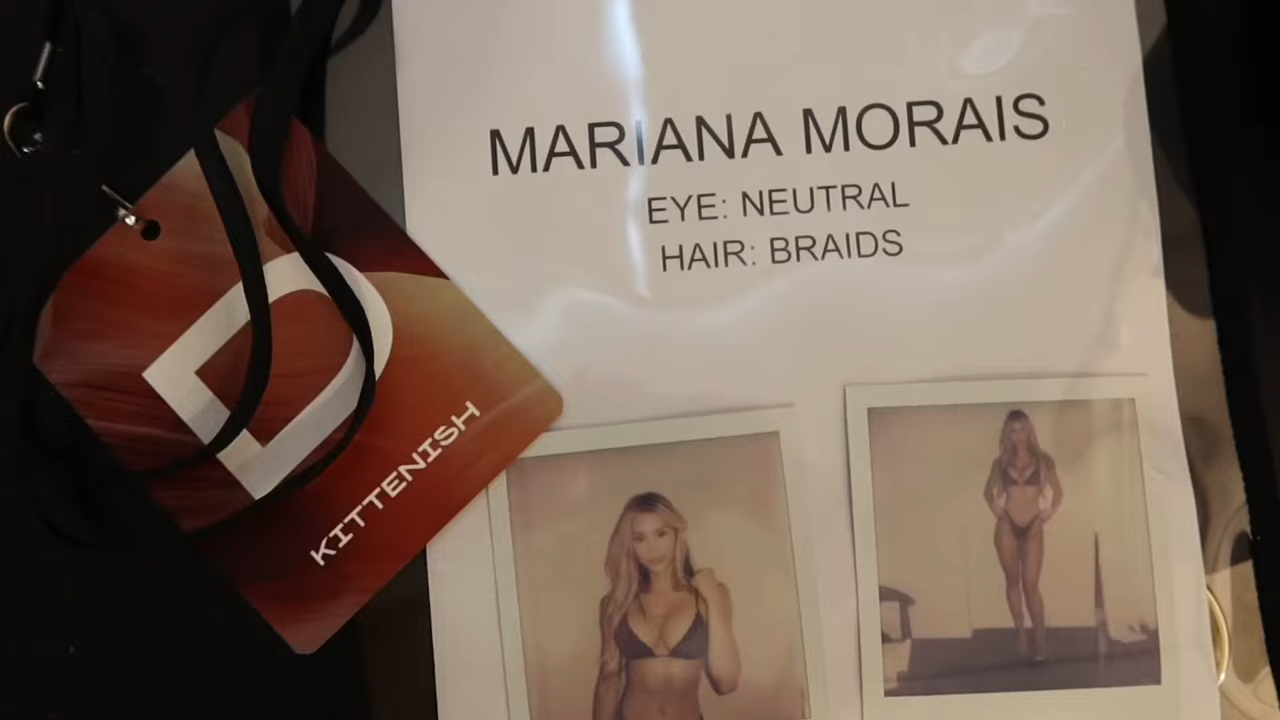 MARIANA MORAIS
EYE: NEUTRAL
HAIR: BRAIDS
D
KITTENISH